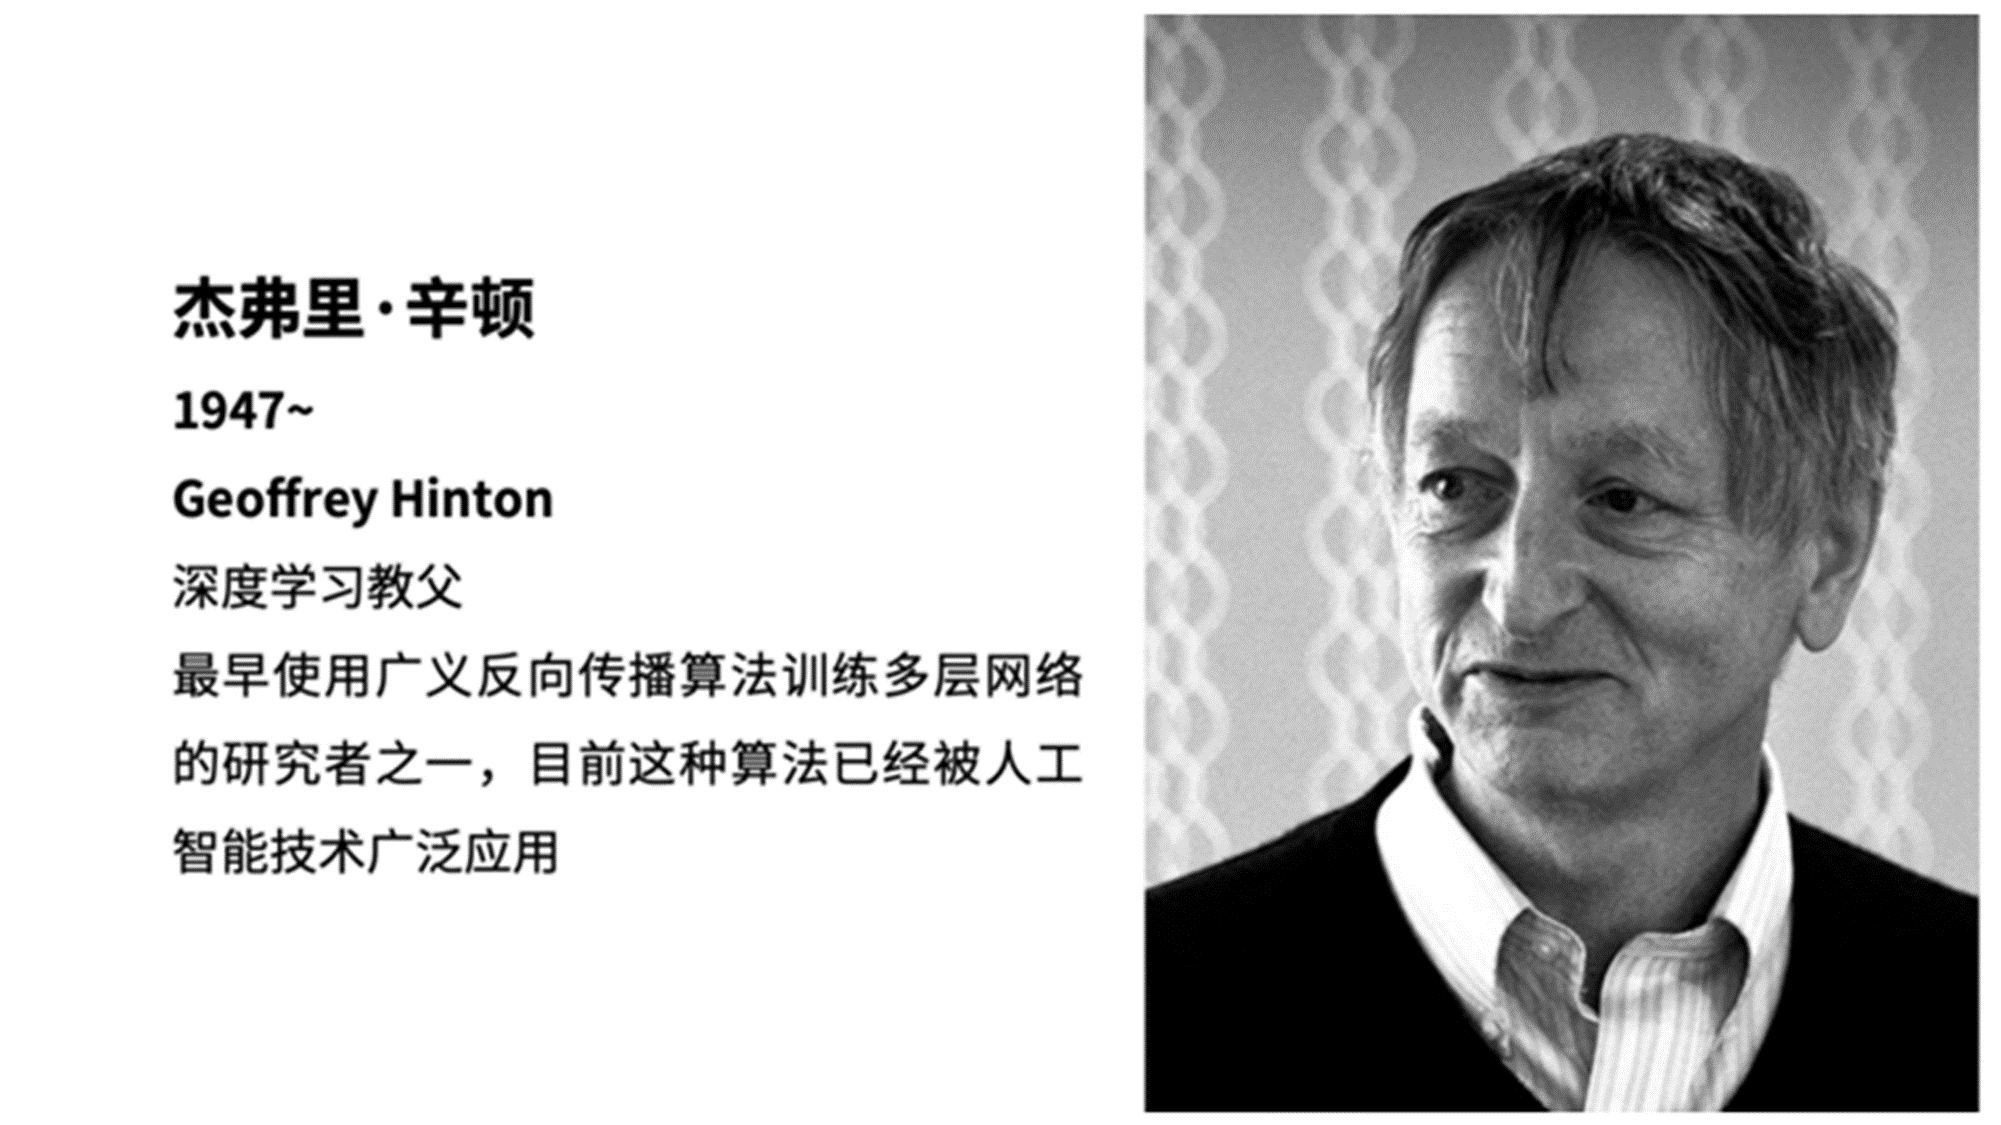 杰弗里·辛顿
1947~
Geoffrey Hinton
深度学习教父
最早使用广义反向传播算法训练多层网络
的研究者之一，目前这种算法已经被人工
智能技术广泛应用